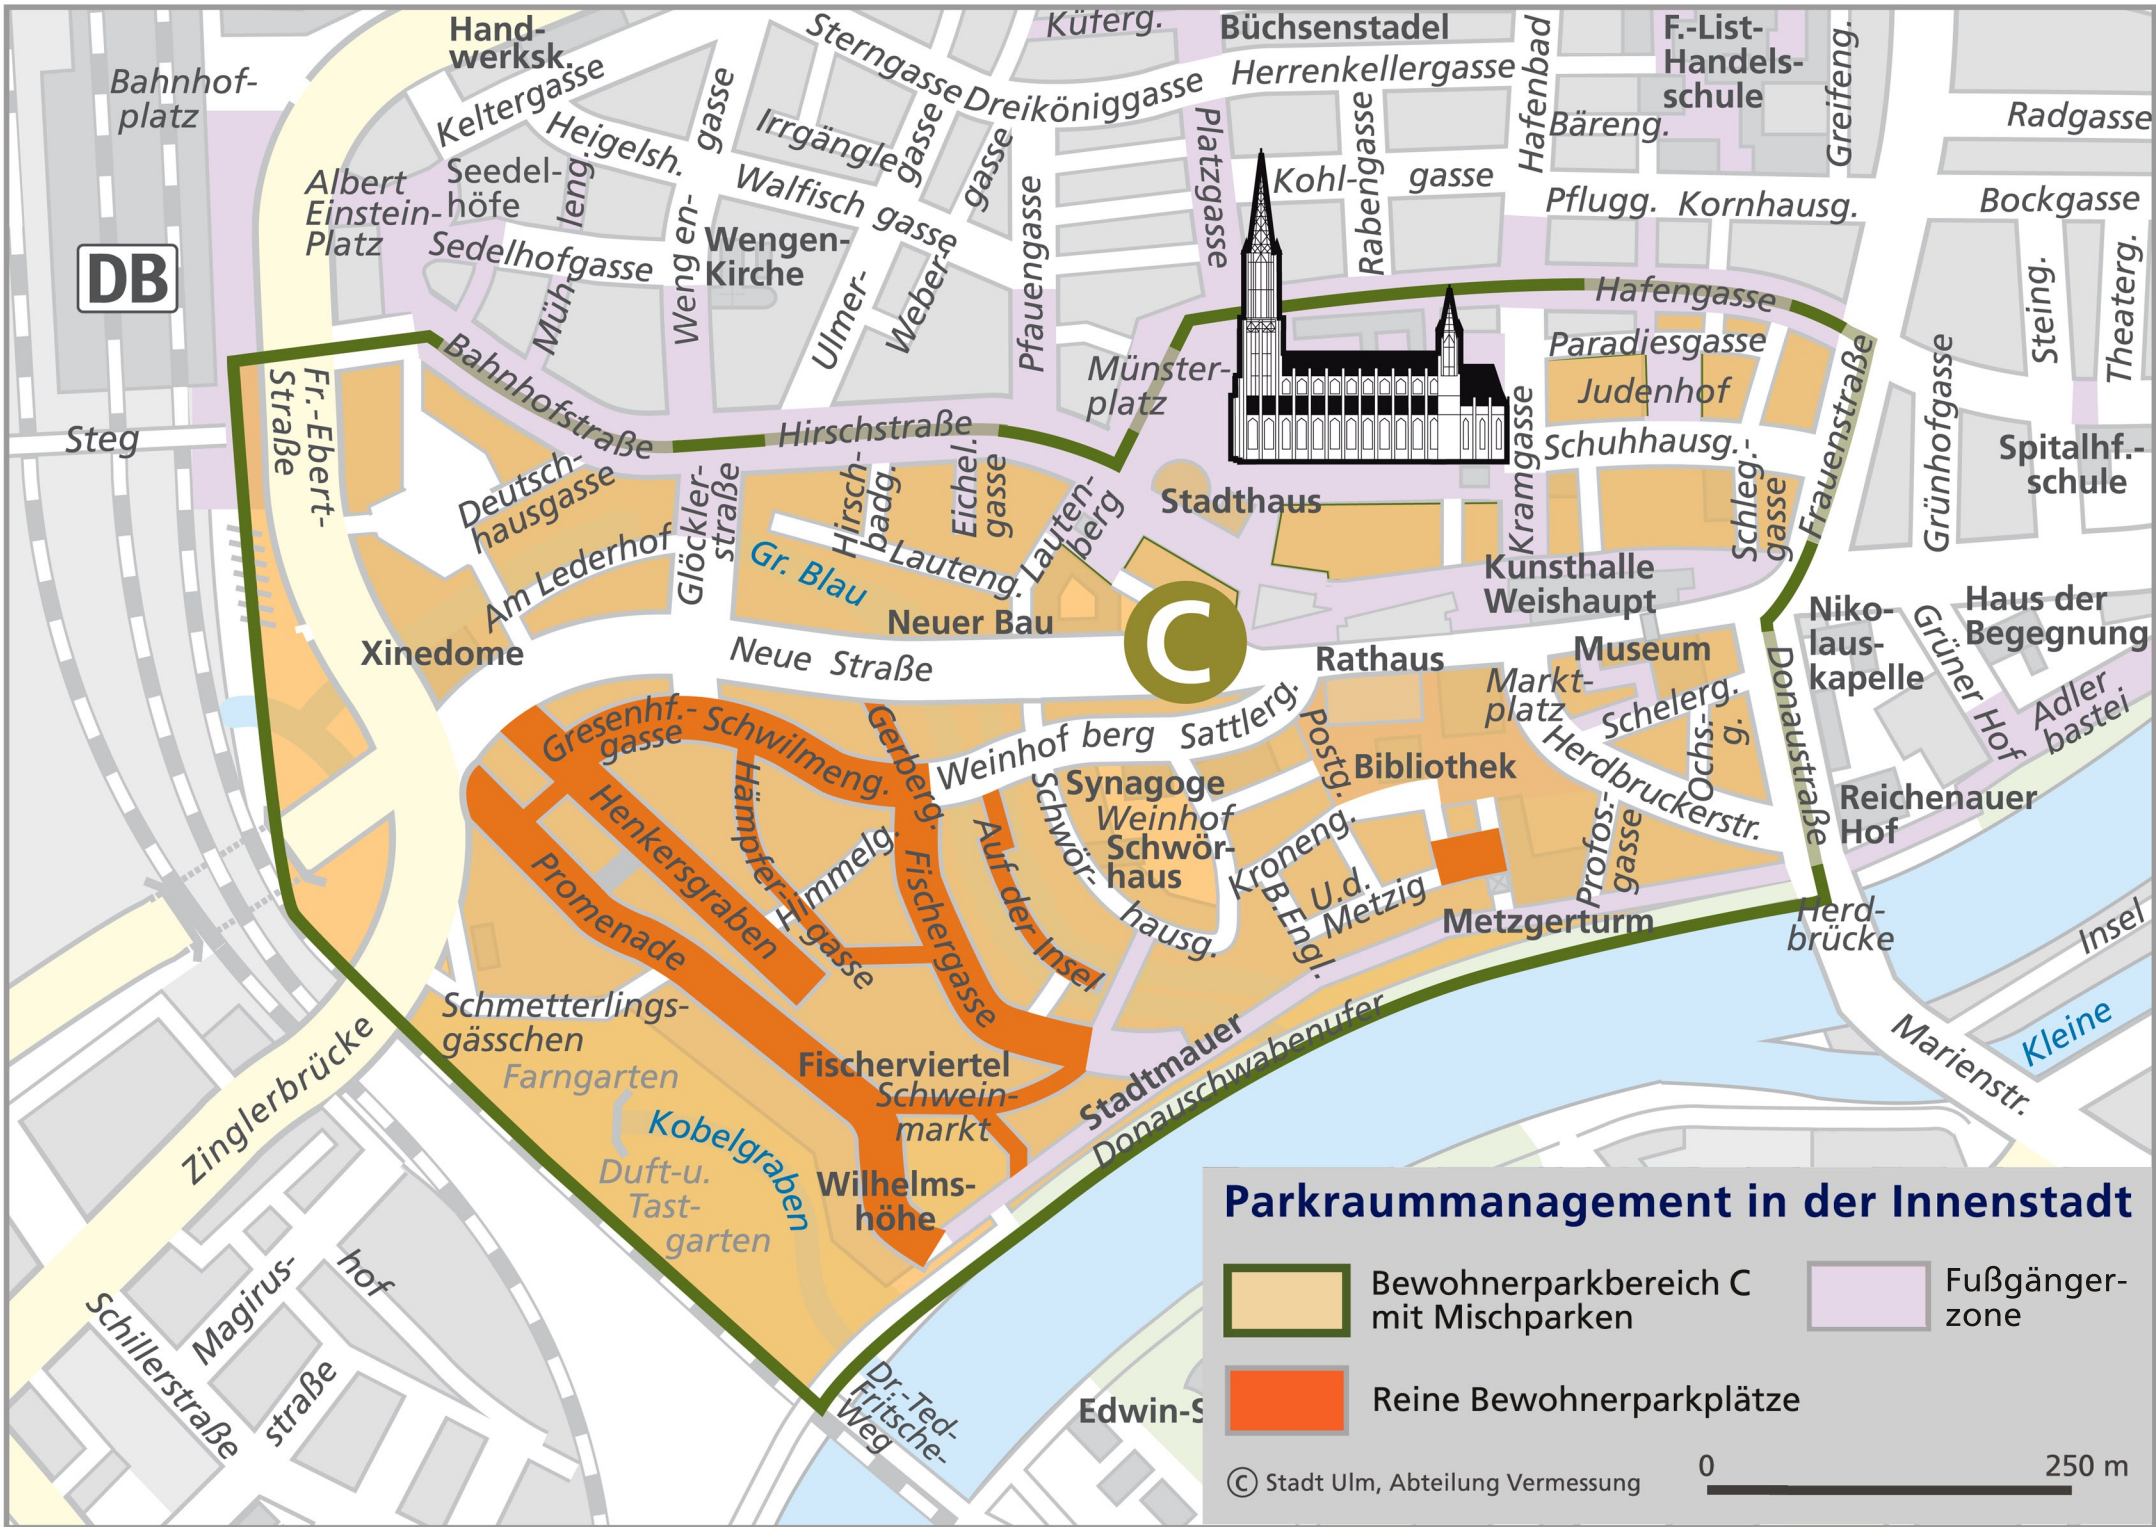 Hand-
werksk.
Bahnhof-
platz
Keltergasse
Sterngasse
Küferg.
Büchsenstadel
Herrenkellergasse
Hafenbad
F.-List-
Handels-
schule
Greifeng.
Radgasse
Dreiköniggasse
Heigelsh.
gasse
Irrgängle
gasse
gasse
Platzgasse
Rabengasse
Bäreng.
Albert
Einstein-
Platz
Seedel-
höfe
leng.
Walfisch gasse
Pfauengasse
Kohl-
gasse
Pflugg.
Kornhausg.
Bockgasse
Sedelhofgasse
Weng en-
Wengen-
Kirche
Ulmer-
Weber-
DB
Müh-
Hafengasse
Steing.
Theaterg.
Bahnhofstraße
Münster-
platz
Paradiesgasse
Judenhof
Fr.-Ebert-
Straße
Steg
Hirschstraße
Kramgasse
Schuhhausg.
Frauenstraße
Grünhofgasse
Spitalhf.-
schule
Deutsch-
hausgasse
Glöckler-
straße
Hirsch-
badg.
Eichel.
gasse
Lauten-
berg
Stadthaus
Schleg.-
gasse
Am Lederhof
Gr. Blau
Lauteng.
Kunsthalle
Weishaupt
Neuer Bau
C
Niko-
laus-
kapelle
Haus der
Begegnung
Xinedome
Neue Straße
Rathaus
Museum
Grüner Hof
Markt-
platz
Schelerg.
Donaustraße
Adler
bastei
Gresenhf.-
gasse
Schwilmeng.
Gerberg.
Weinhof berg
Sattlerg.
Postg.
Ochs.-
g.
Herdbruckerstr.
Hämpfer-
gasse
Synagoge
Weinhof
Schwör-
haus
Bibliothek
Reichenauer
Hof
Henkersgraben
Himmelg.
Fischergasse
Auf der Insel
Schwör-
hausg.
Kroneng.
B.Engl.
U.d.
Metzig
Profos.-
gasse
Promenade
Metzgerturm
Herd-
brücke
Insel
Schmetterlings-
gässchen
Farngarten
Fischerviertel
Schwein-
markt
Stadtmauer
Donauschwabenufer
Kleine
Marienstr.
Zinglerbrücke
Kobelgraben
Duft-u.
Tast-
garten
Wilhelms-
höhe
Magirus-
hof
Schillerstraße
straße
Dr.-Ted-
Fritsche-
Weg
Edwin-S
Parkraummanagement in der Innenstadt
Bewohnerparkbereich C
mit Mischparken
Fußgänger-
zone
Reine Bewohnerparkplätze
© Stadt Ulm, Abteilung Vermessung
0 250 m